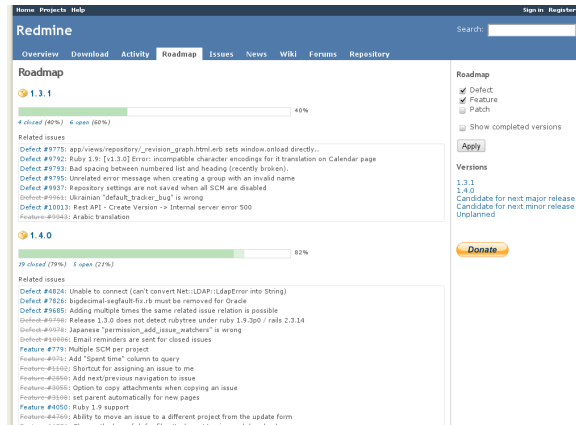 Home Projects Help
Sign in Register
Redmine
Search:
Overview Download Activity Roadmap Issues News Wiki Forums Repository
Roadmap
1.3.1
40%
4 closed (40%) 6 open (60%)
Related issues
Defect #9775: app/views/repository/_revision_graph.html.erb sets window.onload directly..
Defect #9792: Ruby 1.9: [v1.3.0] Error: incompatible character encodings for it translation on Calendar page
Defect #9793: Bad spacing between numbered list and heading (recently broken).
Defect #9795: Unrelated error message when creating a group with an invalid name
Defect #9937: Repository settings are not saved when all SCM are disabled
Defect #9961: Ukrainian "default_tracker_bug" is wrong
Defect #10013: Rest API - Create Version -> Internal server error 500
Feature #9943: Arabic translation
1.4.0
82%
19 closed (79%) 5 open (21%)
Related issues
Defect #4824: Unable to connect (can't convert Net::LDAP::LdapError into String)
Defect #7826: bigdecimal-segfault-fix.rb must be removed for Oracle
Defect #9685: Adding multiple times the same related issue relation is possible
Defect #9798: Release 1.3.0 does not detect rubytree under ruby 1.9.3p0 / rails 2.3.14
Defect #9978: Japanese "permission_add_issue_watchers" is wrong
Defect #10086: Email reminders are sent for closed issues
Feature #779: Multiple SCM per project
Feature #971: Add "Spent time" column to query
Feature #1102: Shortcut for assigning an issue to me
Feature #2850: Add next/previous navigation to issue
Feature #3055: Option to copy attachments when copying an issue
Feature #3108: set parent automatically for new pages
Feature #4050: Ruby 1.9 support
Feature #4769: Ability to move an issue to a different project from the update form
Roadmap
Defect
Feature
Patch
Show completed versions
Apply
Versions
1.3.1
1.4.0
Candidate for next major release
Candidate for next minor release
Unplanned
Donate